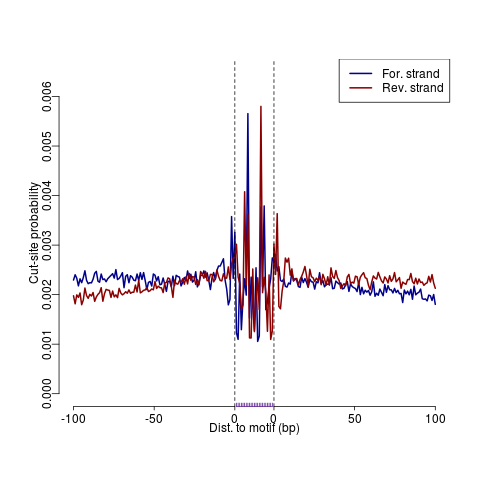 For. strand
Rev. strand
Cut-site probability
0.006
0.005
0.004
0.003
0.002
0.001
0.000
-100 -50 0 0 50 100
Dist. to motif (bp)